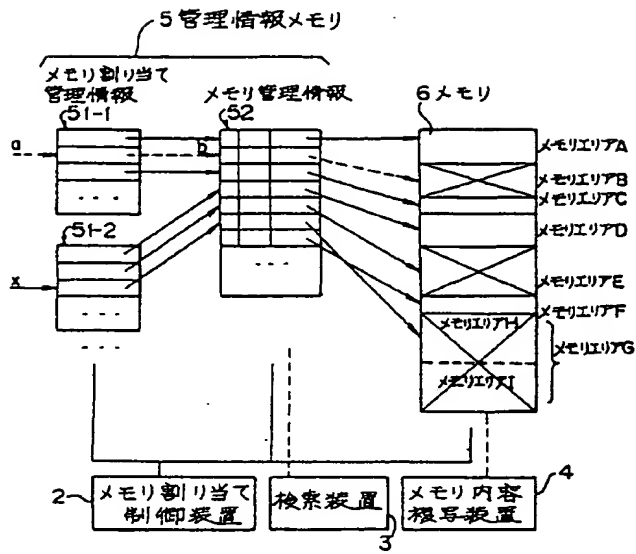 5 管理情報メモリ
メモリ割り当て
管理情報
メモリ管理情報
6 メモリ
51-1
52
a
b
メモリエリアA
メモリエリアB
メモリエリアC
メモリエリアD
メモリエリアE
メモリエリアF
メモリエリアG
メモリエリアH
メモリエリアI
51-2
x
2
メモリ割り当て
制御装置
検索装置
3
メモリ内容
複写装置
4